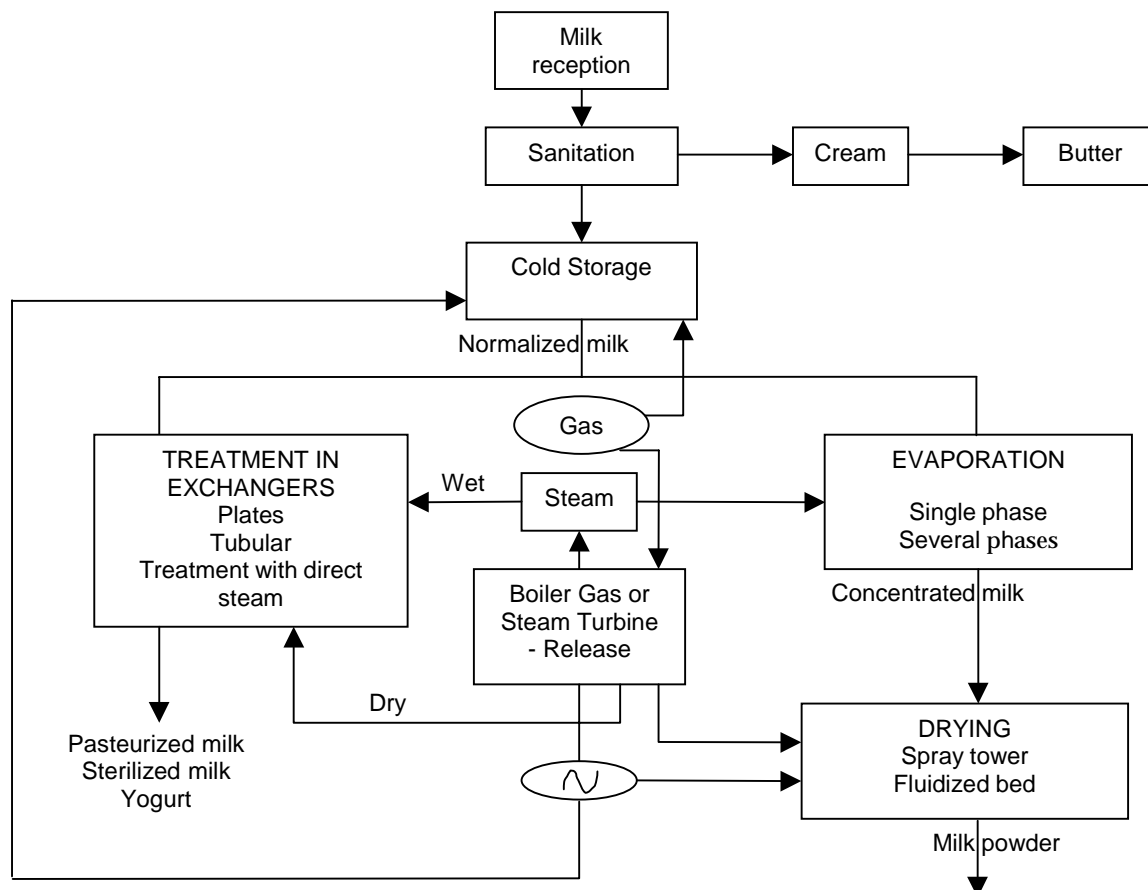 Milk
reception
Sanitation
Cream
Butter
Cold Storage
Normalized milk
Gas
TREATMENT IN
EXCHANGERS
Plates
Tubular
Treatment with direct
steam
Wet
Steam
EVAPORATION
Single phase
Several phases
Boiler Gas or
Steam Turbine
- Release
Concentrated milk
Dry
DRYING
Spray tower
Fluidized bed
Pasteurized milk
Sterilized milk
Yogurt
Milk powder